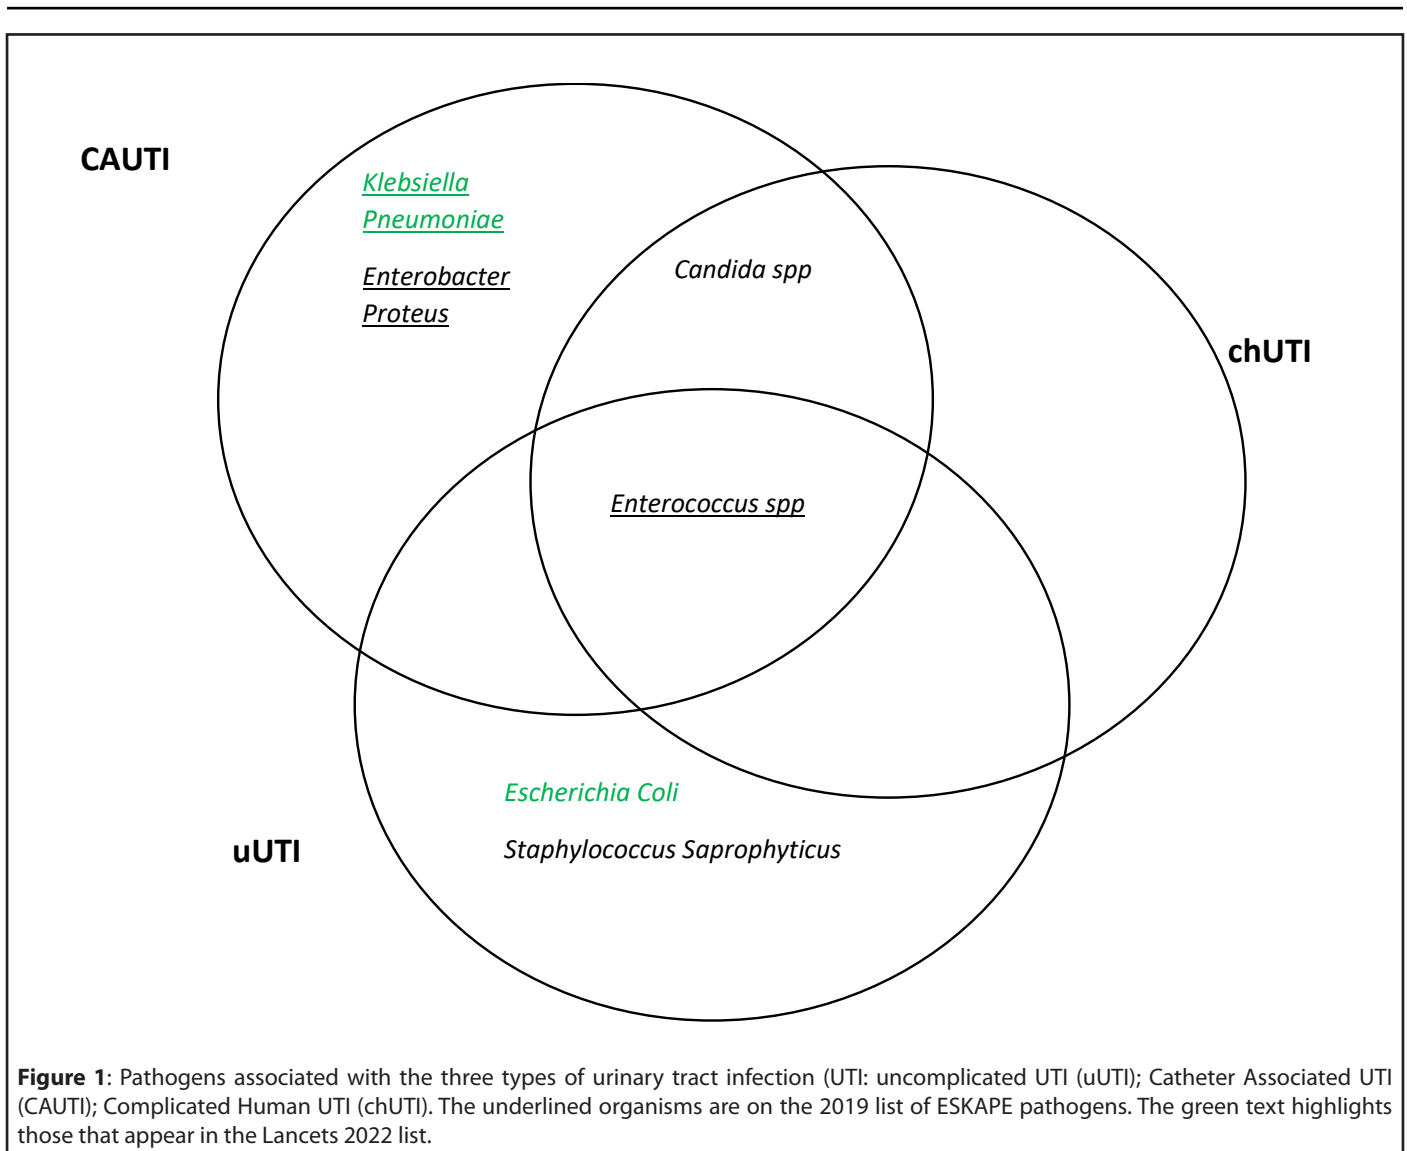 CAUTI
Klebsiella
Pneumoniae
Enterobacter
Proteus
Candida spp
chUTI
Enterococcus spp
Escherichia Coli
Staphylococcus Saprophyticus
uUTI
Figure 1: Pathogens associated with the three types of urinary tract infection (UTI: uncomplicated UTI (uUTI); Catheter Associated UTI
(CAUTI); Complicated Human UTI (chUTI). The underlined organisms are on the 2019 list of ESKAPE pathogens. The green text highlights
those that appear in the Lancets 2022 list.